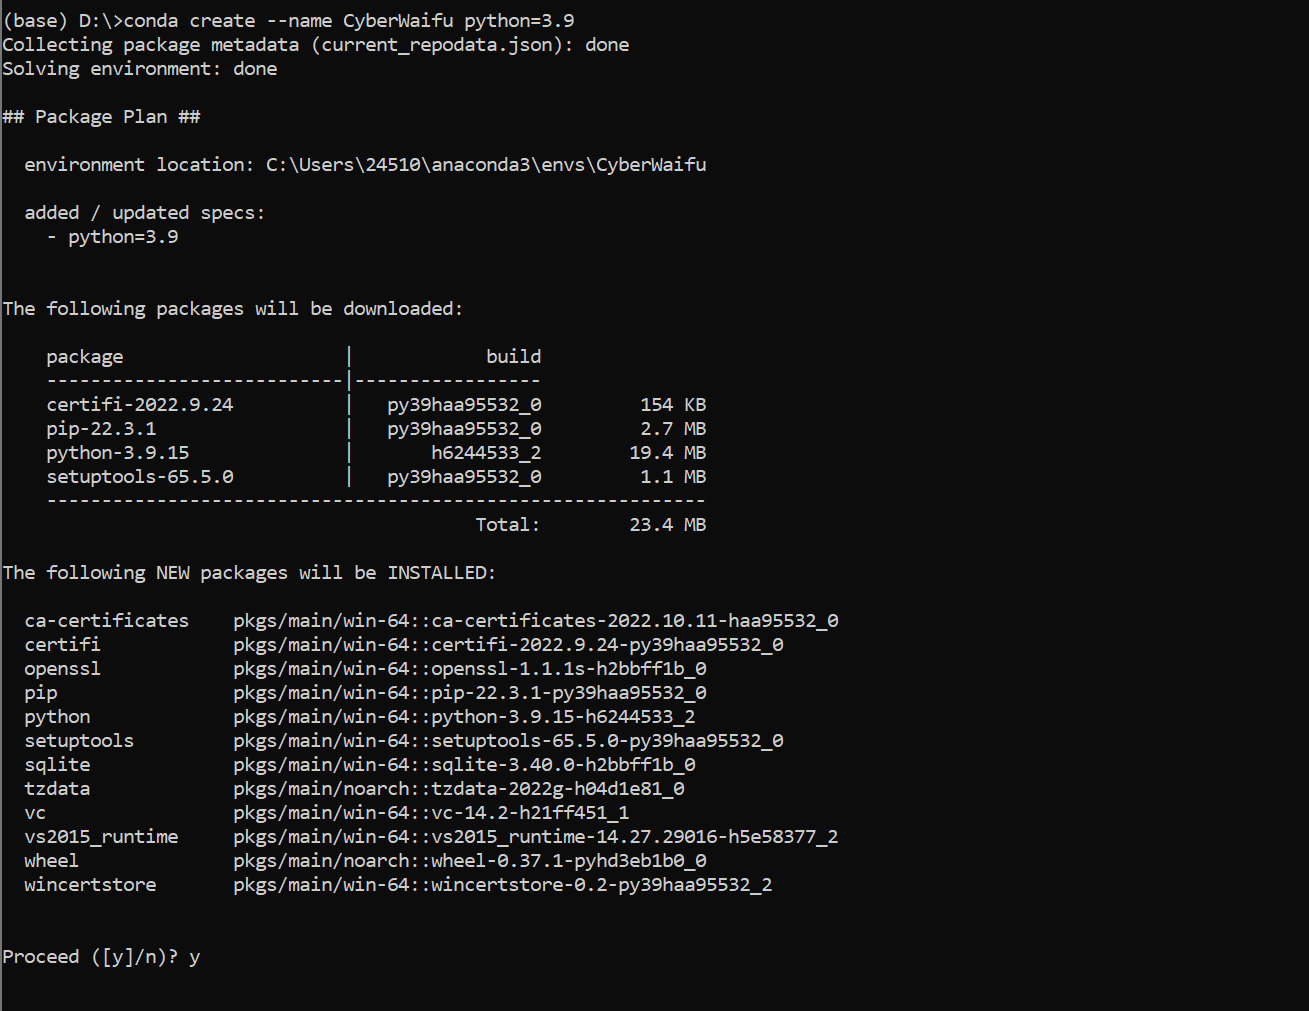 (base) D:\>conda create --name CyberWaifu python=3.9
Collecting package metadata (current_repodata.json): done
Solving environment: done
## Package Plan ##
environment location: C:\Users\24510\anaconda3\envs\CyberWaifu
added / updated specs:
- python=3.9
The following packages will be downloaded:
package | build
---------------------------|-----------------
certifi-2022.9.24 | py39haa95532_0 154 KB
pip-22.3.1 | py39haa95532_0 2.7 MB
python-3.9.15 | h6244533_2 19.4 MB
setuptools-65.5.0 | py39haa95532_0 1.1 MB
------------------------------------------------------------
Total: 23.4 MB
The following NEW packages will be INSTALLED:
ca-certificates pkgs/main/win-64::ca-certificates-2022.10.11-haa95532_0
certifi pkgs/main/win-64::certifi-2022.9.24-py39haa95532_0
openssl pkgs/main/win-64::openssl-1.1.1s-h2bbff1b_0
pip pkgs/main/win-64::pip-22.3.1-py39haa95532_0
python pkgs/main/win-64::python-3.9.15-h6244533_2
setuptools pkgs/main/win-64::setuptools-65.5.0-py39haa95532_0
sqlite pkgs/main/win-64::sqlite-3.40.0-h2bbff1b_0
tzdata pkgs/main/noarch::tzdata-2022g-h04d1e81_0
vc pkgs/main/win-64::vc-14.2-h21ff451_1
vs2015_runtime pkgs/main/win-64::vs2015_runtime-14.27.29016-h5e58377_2
wheel pkgs/main/noarch::wheel-0.37.1-pyhd3eb1b0_0
wincertstore pkgs/main/win-64::wincertstore-0.2-py39haa95532_2
Proceed ([y]/n)? y